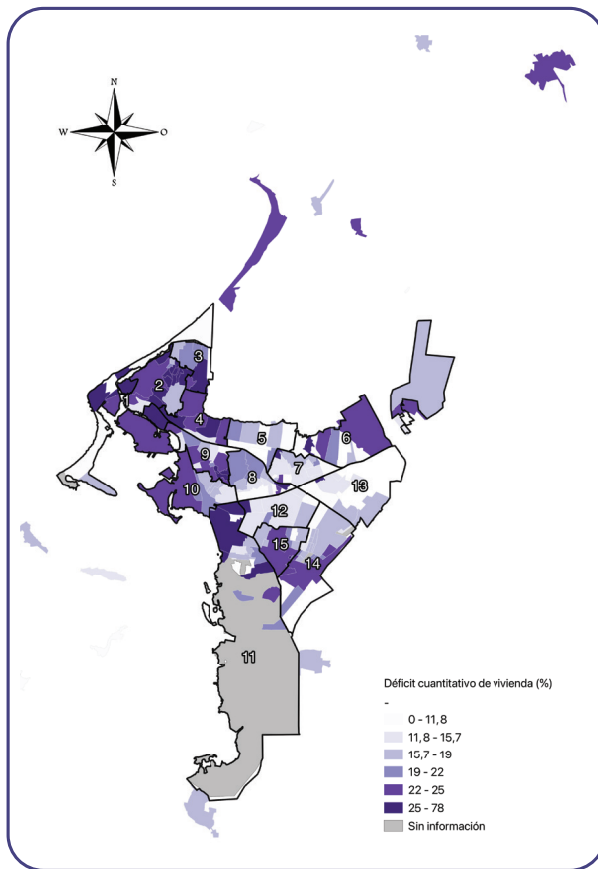 N
W
O
S
3
2
1
4
5
6
9
7
8
10
13
12
15
14
11
Déficit cuantitativo de vivienda (%)
-
0 - 11,8
11,8 - 15,7
15,7 - 19
19 - 22
22 - 25
25 - 78
Sin información